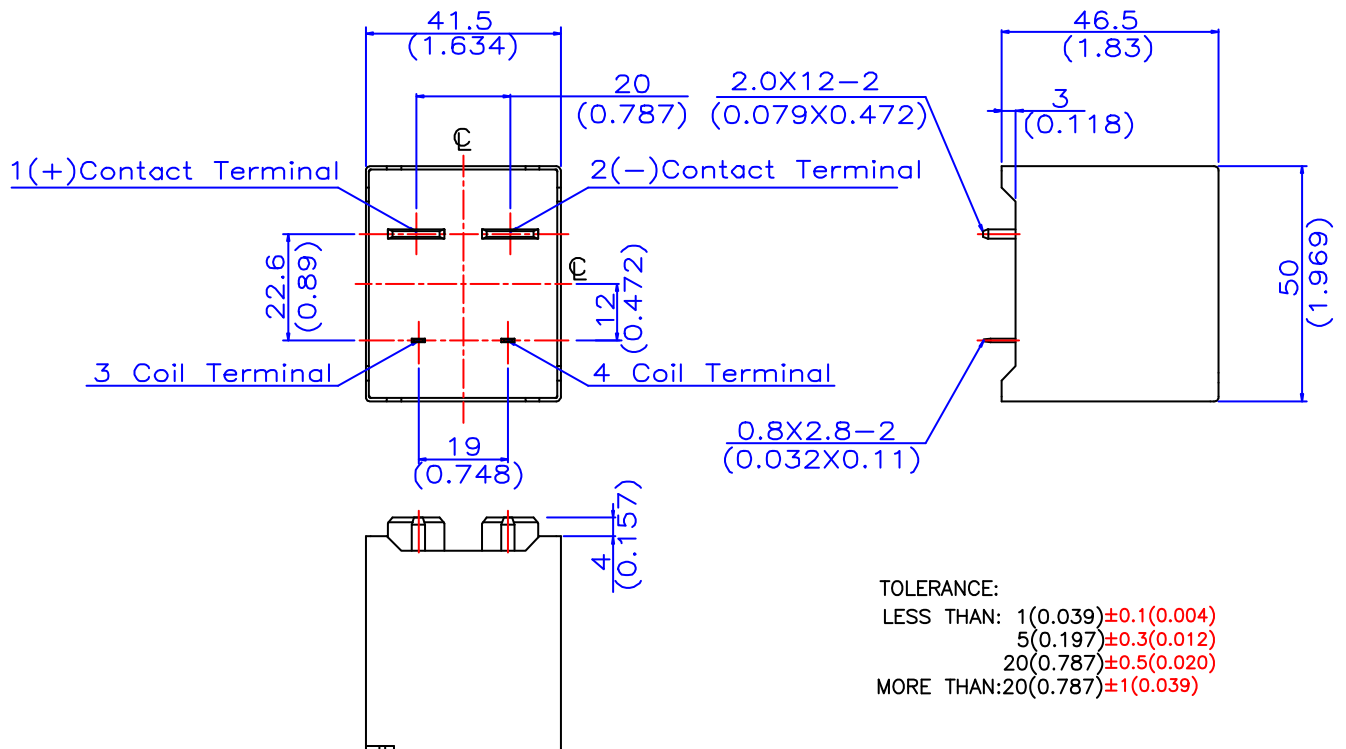 41.5
(1.634)
46.5
(1.83)
20
(0.787)
2.0X12-2
(0.079X0.472)
3
(0.118)
℄
1(+)Contact Terminal
2(-)Contact Terminal
℄
22.6
(0.89)
12
(0.472)
50
(1.969)
3 Coil Terminal
4 Coil Terminal
19
(0.748)
0.8X2.8-2
(0.032X0.11)
4
(0.157)
TOLERANCE:
LESS THAN: 1(0.039)±0.1(0.004)
5(0.197)±0.3(0.012)
20(0.787)±0.5(0.020)
MORE THAN:20(0.787)±1(0.039)